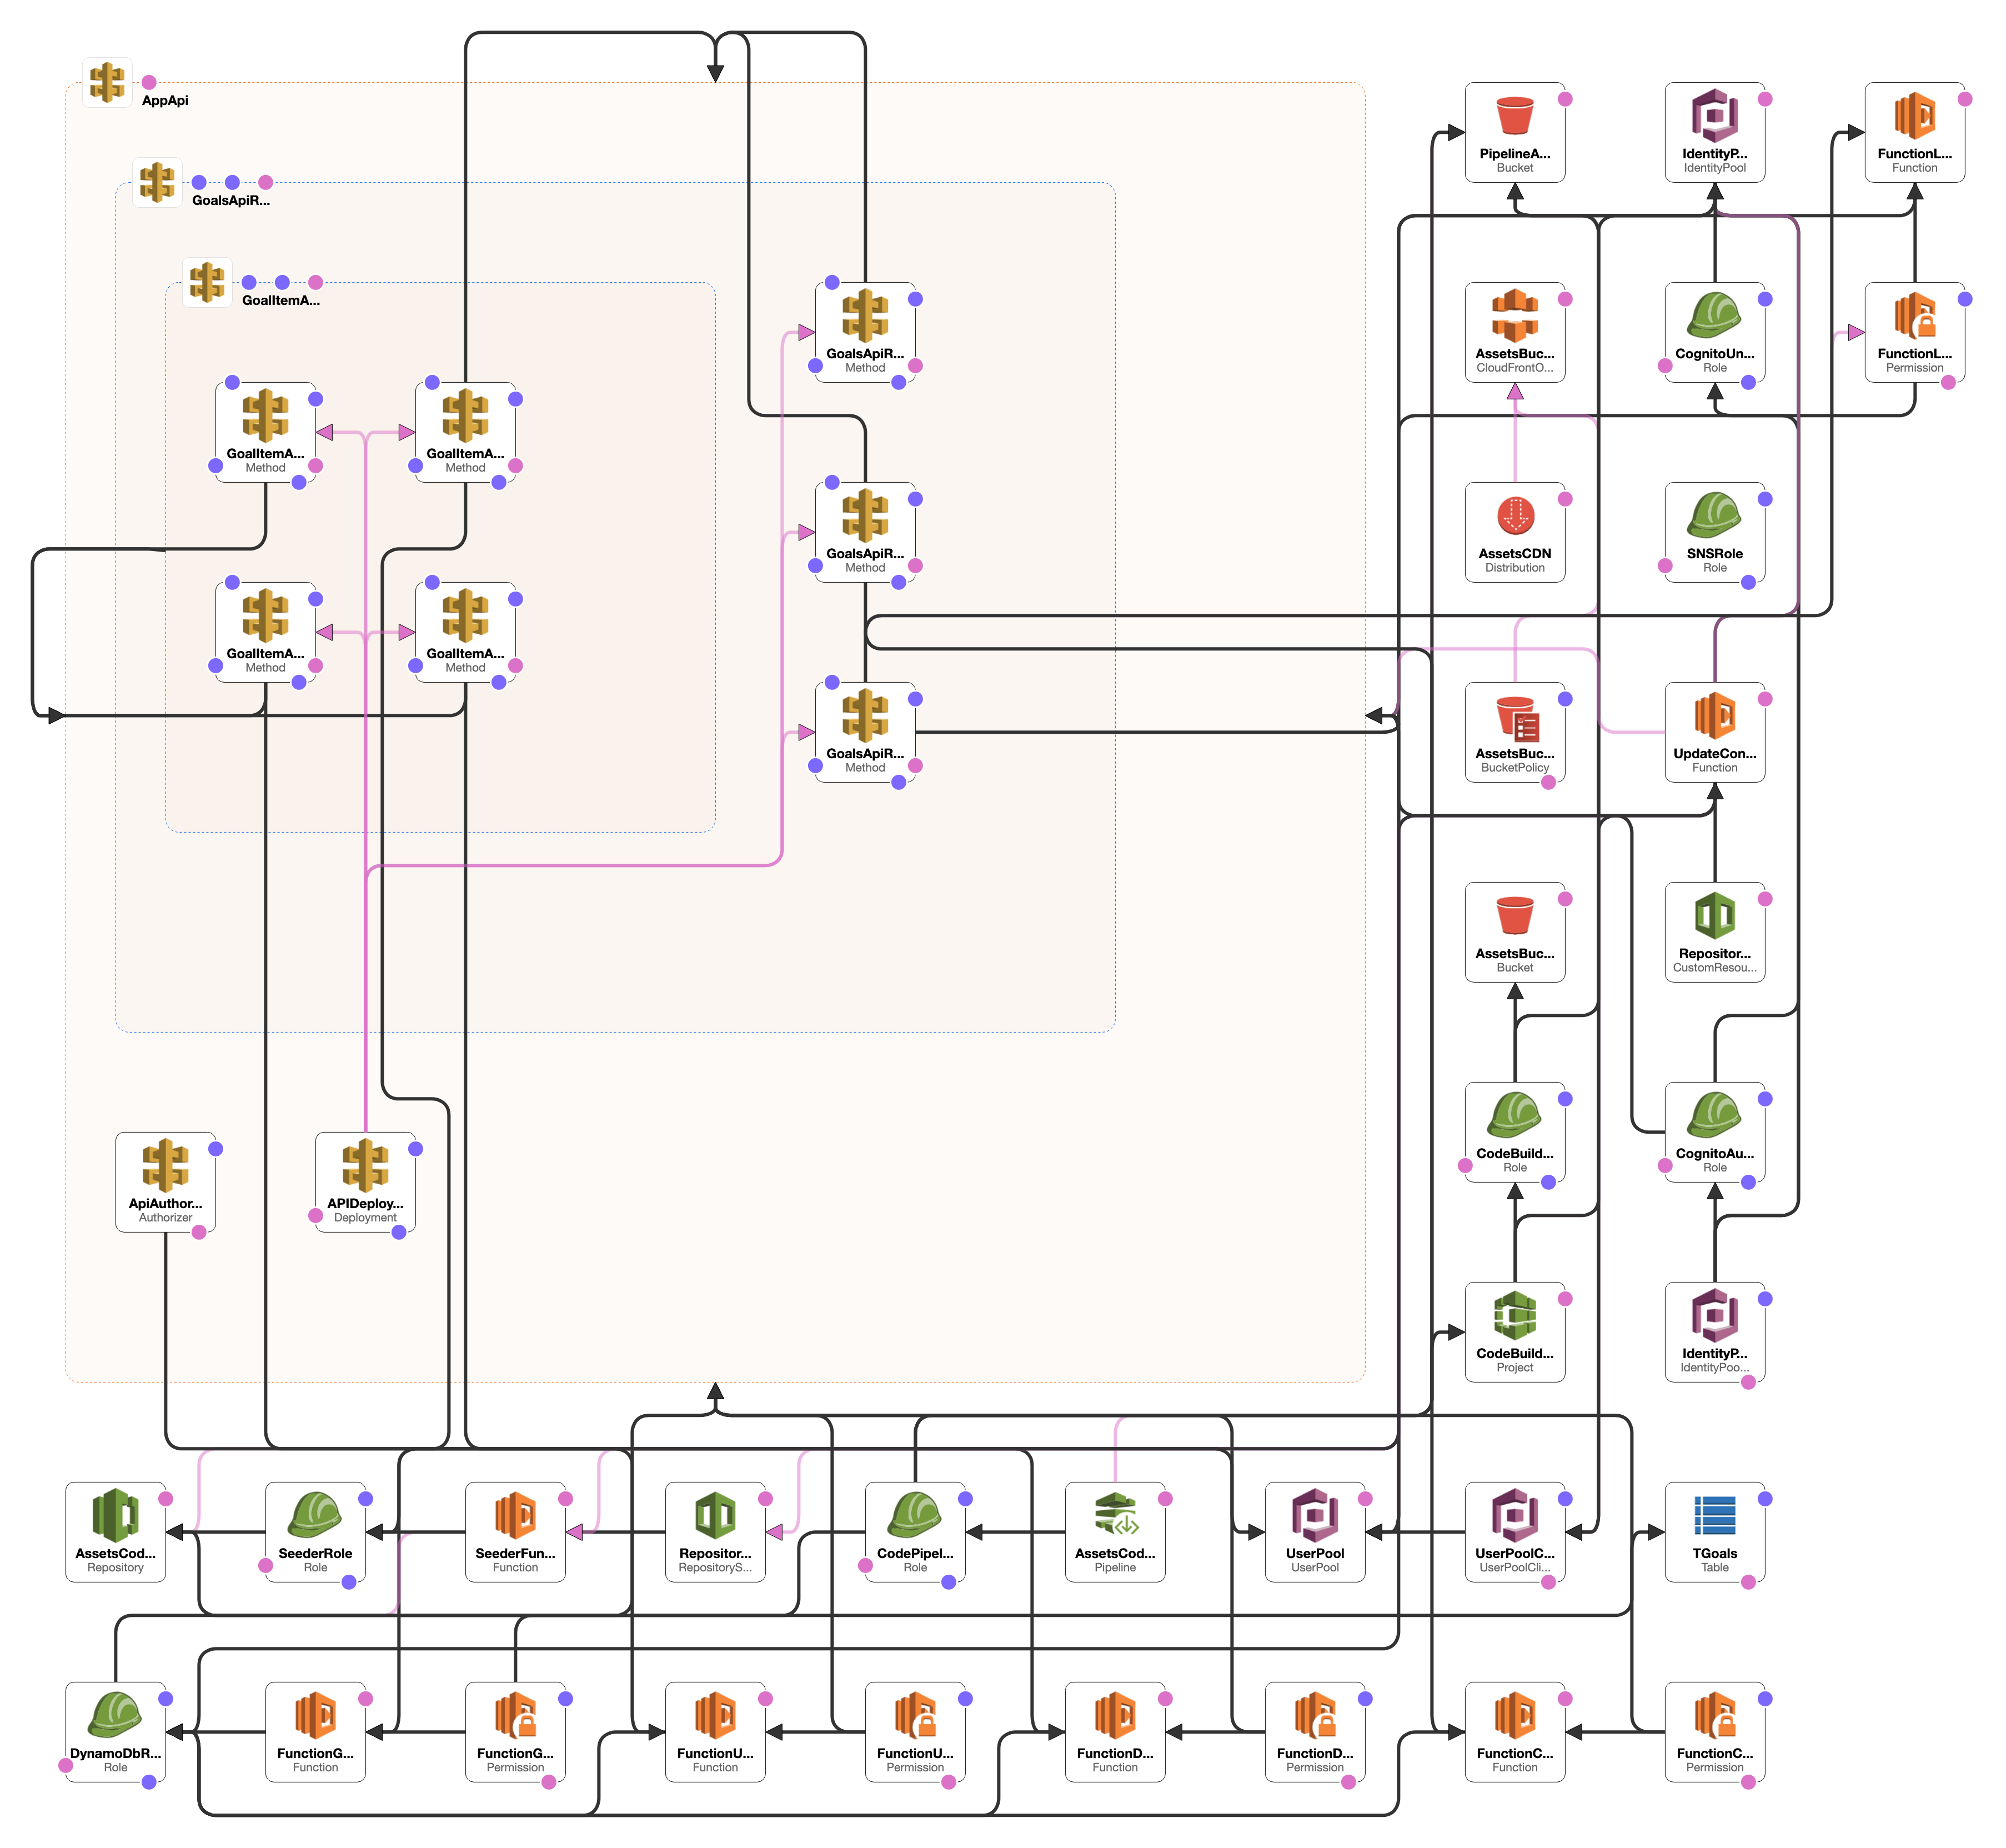 AppApi
GoalsApiR...
GoalItemA...
GoalItemA...
Method
GoalItemA...
Method
GoalItemA...
Method
GoalItemA...
Method
GoalsApiR...
Method
GoalsApiR...
Method
GoalsApiR...
Method
ApiAuthor...
Authorizer
APIDeploy...
Deployment
PipelineA...
Bucket
IdentityP...
IdentityPool
FunctionL...
Function
AssetsBuc...
CloudFrontO...
CognitoUn...
Role
FunctionL...
Permission
AssetsCDN
Distribution
SNSRole
Role
AssetsBuc...
BucketPolicy
UpdateCon...
Function
AssetsBuc...
Bucket
Repositor...
CustomResou...
CodeBuild...
Role
CognitoAu...
Role
CodeBuild...
Project
IdentityP...
IdentityPoo...
AssetsCod...
Repository
SeederRole
Role
SeederFun...
Function
Repositor...
RepositoryS...
CodePipel...
Role
AssetsCod...
Pipeline
UserPool
UserPool
UserPoolC...
UserPoolCli...
TGoals
Table
DynamoDbR...
Role
FunctionG...
Function
FunctionG...
Permission
FunctionU...
Function
FunctionU...
Permission
FunctionD...
Function
FunctionD...
Permission
FunctionC...
Function
FunctionC...
Permission